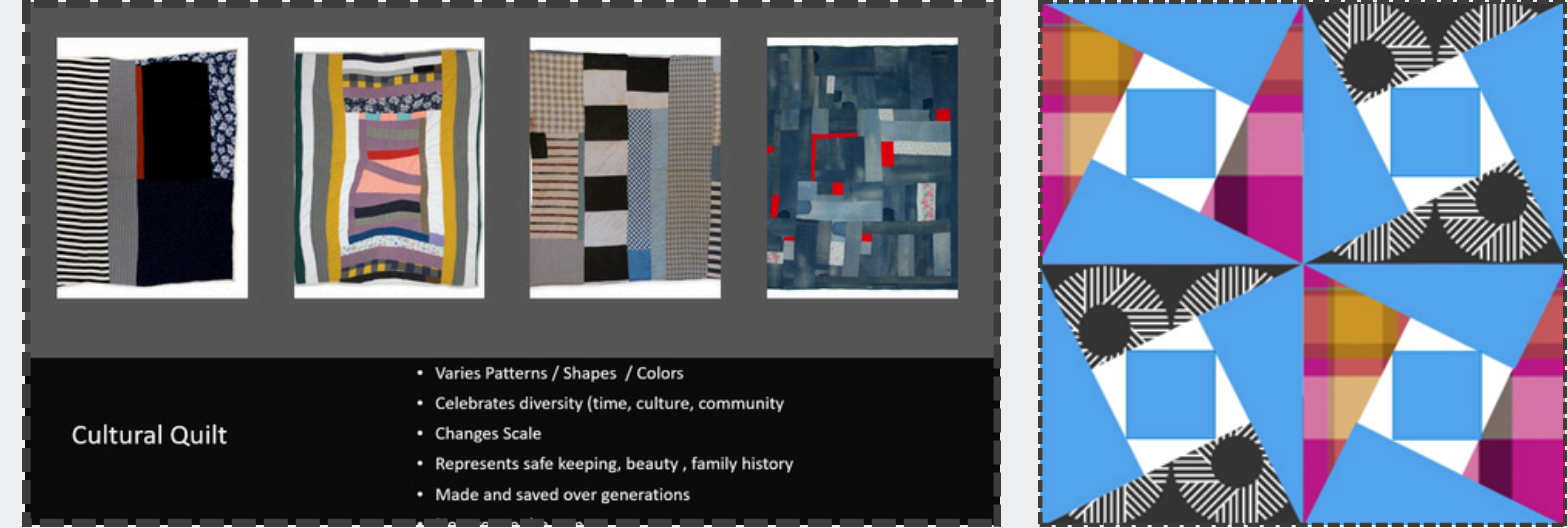 Cultural Quilt
• Varies Patterns / Shapes / Colors
• Celebrates diversity (time, culture, community
• Changes Scale
• Represents safe keeping, beauty , family history
• Made and saved over generations